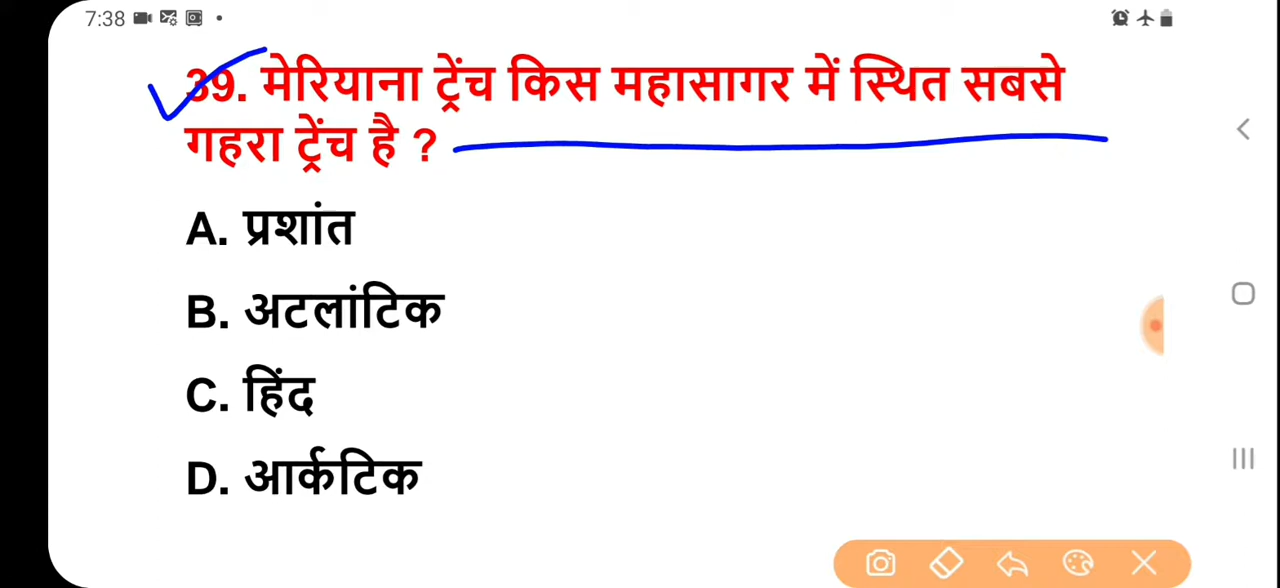 7:38
39. मेरियाना ट्रेंच किस महासागर में स्थित सबसे
गहरा ट्रेंच है ?
A. प्रशांत
B. अटलांटिक
C. हिंद
D. आर्कटिक